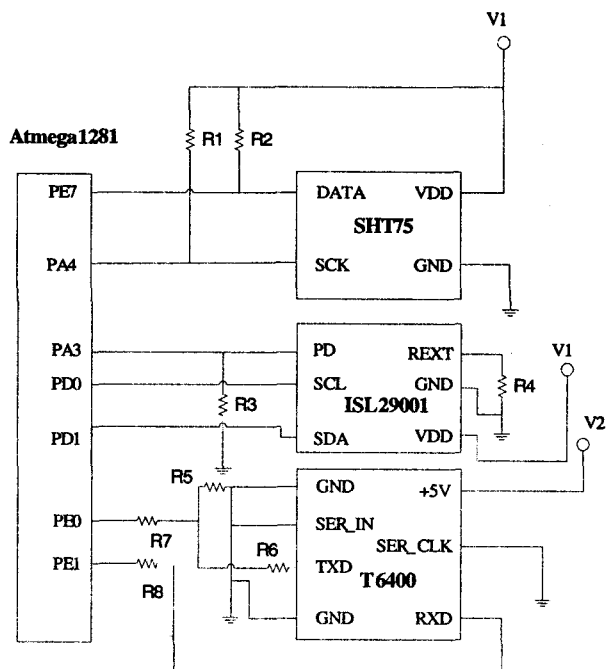 V1
Atmega1281
R1
R2
PE7
DATA
VDD
SHT75
PA4
SCK
GND
PA3
PD
REXT
V1
PD0
SCL
GND
R4
R3
ISL29001
V2
PD1
SDA
VDD
R5
GND
+5V
PE0
SER_IN
R7
SER_CLK
R6
PE1
TXD
T6400
R8
GND
RXD